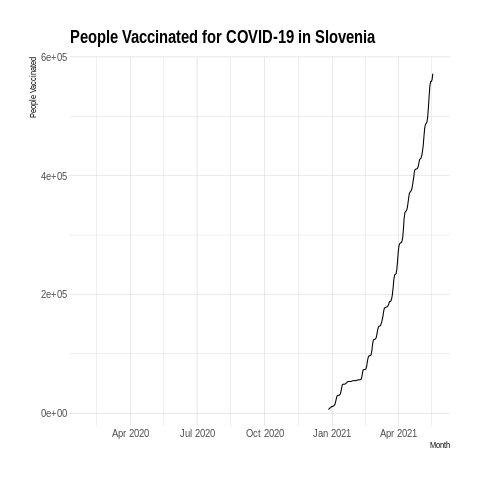 People Vaccinated for COVID-19 in Slovenia
People Vaccinated
6e+05
4e+05
2e+05
0e+00
Apr 2020 Jul 2020 Oct 2020 Jan 2021 Apr 2021
Month